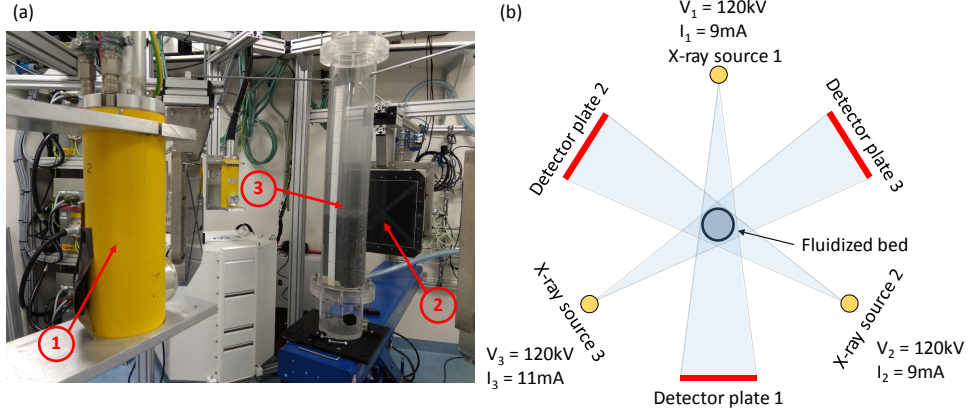 (a)
2
1
3
2
(b)
V₁ = 120kV
I₁ = 9mA
X-ray source 1
Detector plate 2
Detector plate 3
Fluidized bed
X-ray source 3
X-ray source 2
V₃ = 120kV
I₃ = 11mA
V₂ = 120kV
I₂ = 9mA
Detector plate 1